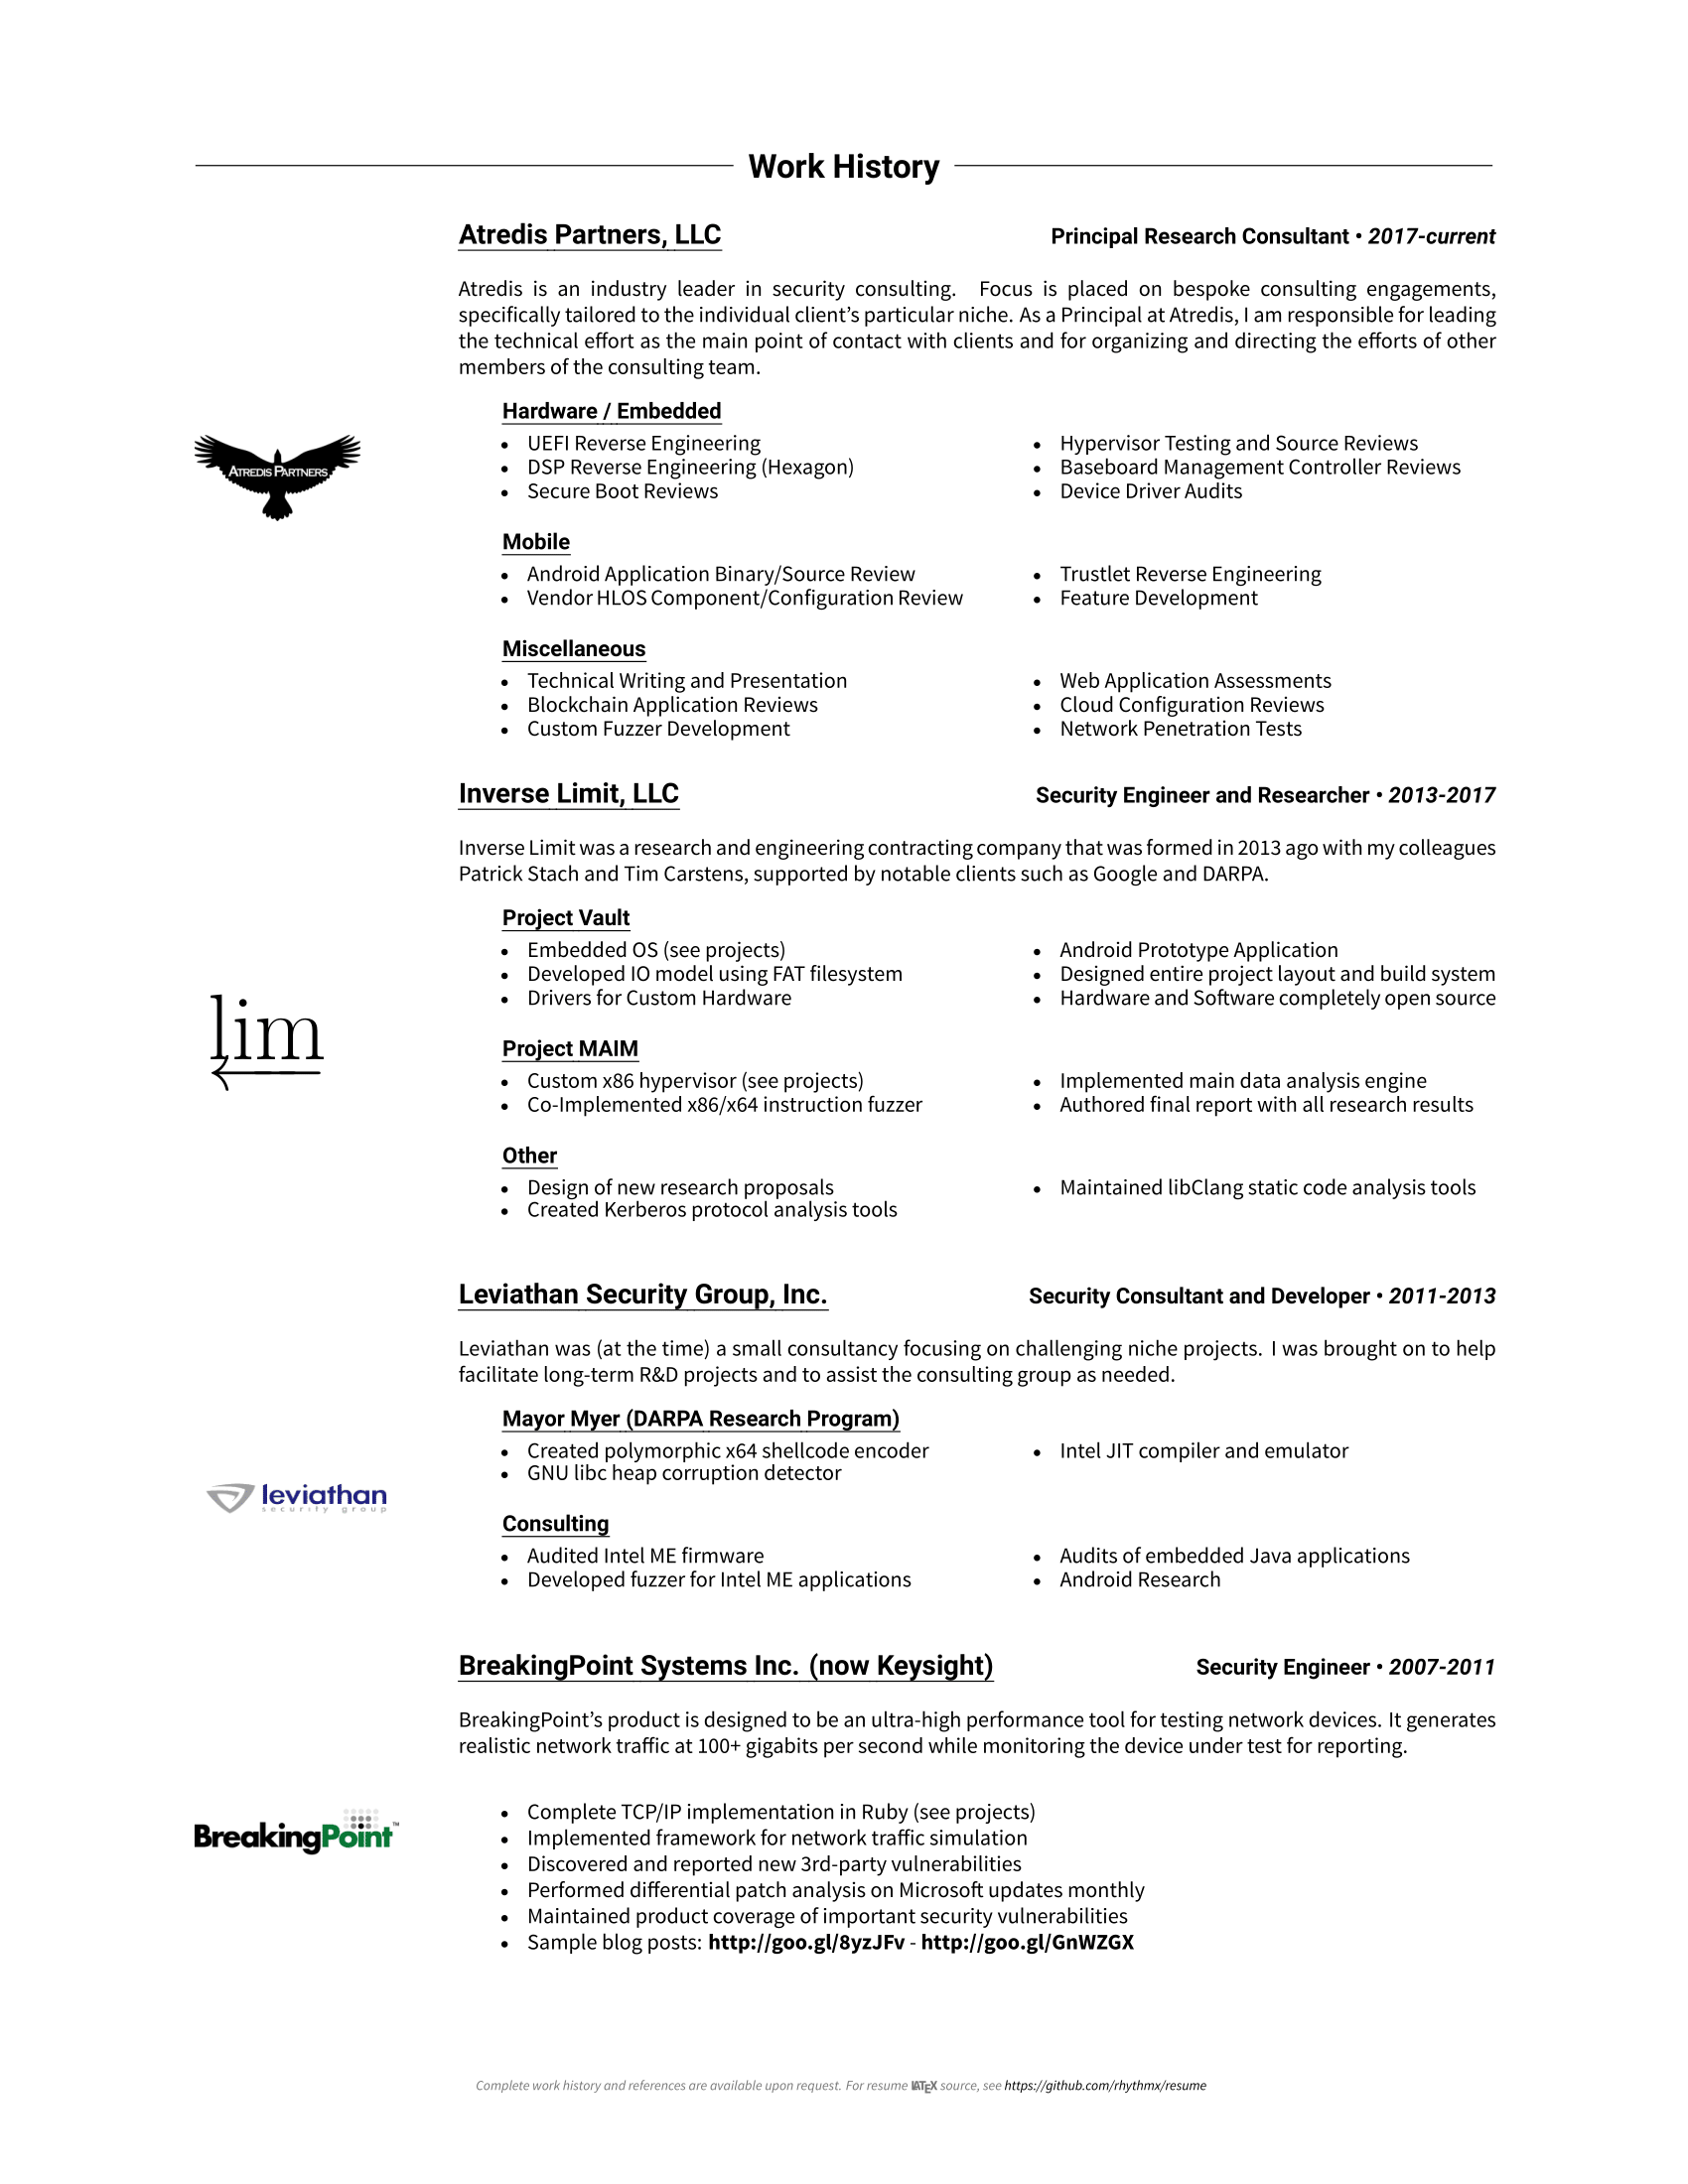 Work History
Atredis Partners, LLC
Principal Research Consultant • 2017-current
Atredis is an industry leader in security consulting. Focus is placed on bespoke consulting engagements,
specifically tailored to the individual client's particular niche. As a Principal at Atredis, I am responsible for leading
the technical effort as the main point of contact with clients and for organizing and directing the efforts of other
members of the consulting team.
ATREDIS PARTNERS
Hardware / Embedded
• UEFI Reverse Engineering
• DSP Reverse Engineering (Hexagon)
• Secure Boot Reviews
• Hypervisor Testing and Source Reviews
• Baseboard Management Controller Reviews
• Device Driver Audits
Mobile
• Android Application Binary/Source Review
• Vendor HLOS Component/Configuration Review
• Trustlet Reverse Engineering
• Feature Development
Miscellaneous
• Technical Writing and Presentation
• Blockchain Application Reviews
• Custom Fuzzer Development
• Web Application Assessments
• Cloud Configuration Reviews
• Network Penetration Tests
Inverse Limit, LLC
Security Engineer and Researcher • 2013-2017
Inverse Limit was a research and engineering contracting company that was formed in 2013 ago with my colleagues
Patrick Stach and Tim Carstens, supported by notable clients such as Google and DARPA.
lim
Project Vault
• Embedded OS (see projects)
• Developed IO model using FAT filesystem
• Drivers for Custom Hardware
• Android Prototype Application
• Designed entire project layout and build system
• Hardware and Software completely open source
Project MAIM
• Custom x86 hypervisor (see projects)
• Co-Implemented x86/x64 instruction fuzzer
• Implemented main data analysis engine
• Authored final report with all research results
Other
• Design of new research proposals
• Created Kerberos protocol analysis tools
• Maintained libClang static code analysis tools
Leviathan Security Group, Inc.
Security Consultant and Developer • 2011-2013
Leviathan was (at the time) a small consultancy focusing on challenging niche projects. I was brought on to help
facilitate long-term R&D projects and to assist the consulting group as needed.
leviathan
security group
Mayor Myer (DARPA Research Program)
• Created polymorphic x64 shellcode encoder
• GNU libc heap corruption detector
• Intel JIT compiler and emulator
Consulting
• Audited Intel ME firmware
• Developed fuzzer for Intel ME applications
• Audits of embedded Java applications
• Android Research
BreakingPoint Systems Inc. (now Keysight)
Security Engineer • 2007-2011
BreakingPoint's product is designed to be an ultra-high performance tool for testing network devices. It generates
realistic network traffic at 100+ gigabits per second while monitoring the device under test for reporting.
BreakingPoint™
• Complete TCP/IP implementation in Ruby (see projects)
• Implemented framework for network traffic simulation
• Discovered and reported new 3rd-party vulnerabilities
• Performed differential patch analysis on Microsoft updates monthly
• Maintained product coverage of important security vulnerabilities
• Sample blog posts: http://goo.gl/8yzJFv - http://goo.gl/GnWZGX
Complete work history and references are available upon request. For resume LATEX source, see https://github.com/rhythmx/resume